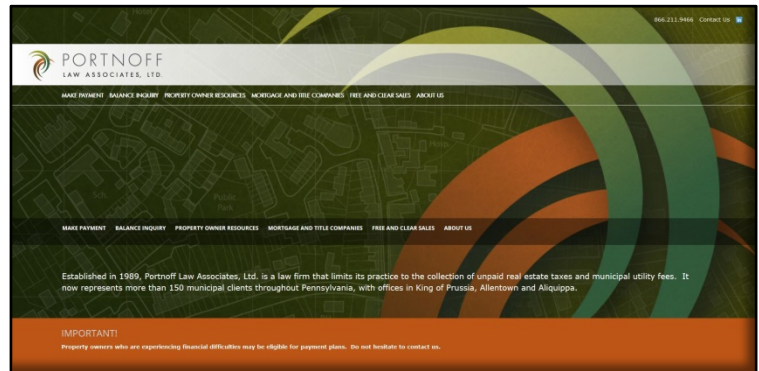 866.211.9466 Contact Us
PORTNOFF
LAW ASSOCIATES, LTD.
MAKE PAYMENT BALANCE INQUIRY PROPERTY OWNER RESOURCES MORTGAGE AND TITLE COMPANIES FREE AND CLEAR SALES ABOUT US
Sch.
Public
Park
MAKE PAYMENT BALANCE INQUIRY PROPERTY OWNER RESOURCES MORTGAGE AND TITLE COMPANIES FREE AND CLEAR SALES ABOUT US
Established in 1989, Portnoff Law Associates, Ltd. is a law firm that limits its practice to the collection of unpaid real estate taxes and municipal utility fees. It
now represents more than 150 municipal clients throughout Pennsylvania, with offices in King of Prussia, Allentown and Aliquippa.
IMPORTANT!
Property owners who are experiencing financial difficulties may be eligible for payment plans. Do not hesitate to contact us.